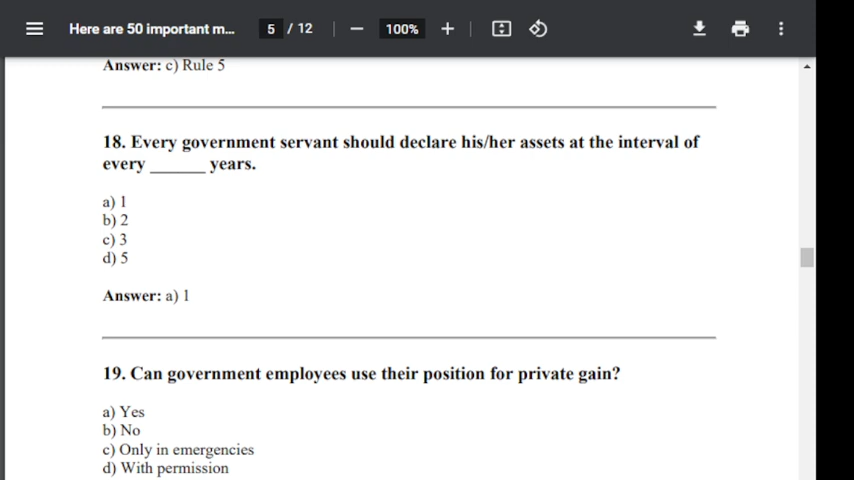 Here are 50 important m... 5 / 12 100%
Answer: c) Rule 5
18. Every government servant should declare his/her assets at the interval of
every ______ years.
a) 1
b) 2
c) 3
d) 5
Answer: a) 1
19. Can government employees use their position for private gain?
a) Yes
b) No
c) Only in emergencies
d) With permission